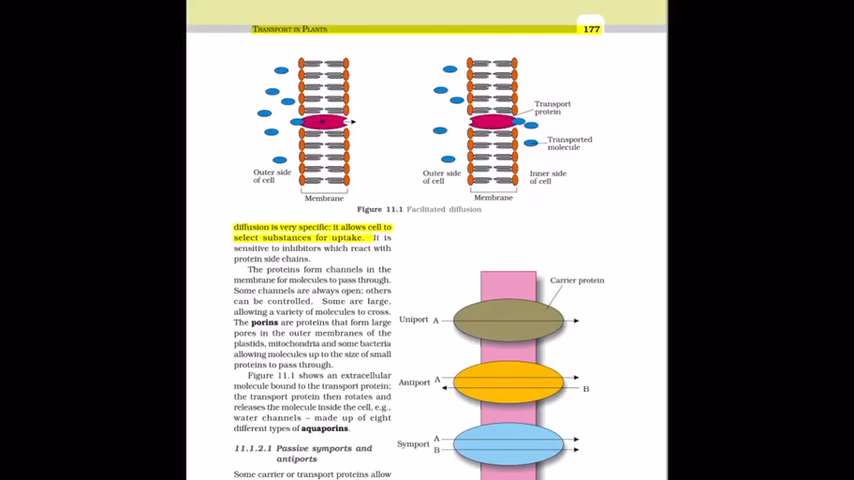 TRANSPORT IN PLANTS
177
Transport
protein
Transported
molecule
Outer side
of cell
Membrane
Outer side
of cell
Inner side
of cell
Membrane
Figure 11.1 Facilitated diffusion
diffusion is very specific: it allows cell to
select substances for uptake. It is
sensitive to inhibitors which react with
protein side chains.
The proteins form channels in the
membrane for molecules to pass through.
Some channels are always open; others
can be controlled. Some are large,
allowing a variety of molecules to cross.
The porins are proteins that form large
pores in the outer membranes of the
plastids, mitochondria and some bacteria
allowing molecules up to the size of small
proteins to pass through.
Figure 11.1 shows an extracellular
molecule bound to the transport protein;
the transport protein then rotates and
releases the molecule inside the cell, e.g.,
water channels – made up of eight
different types of aquaporins.
11.1.2.1 Passive symports and
antiports
Some carrier or transport proteins allow
Carrier protein
Uniport A
Antiport A
B
Symport A
B